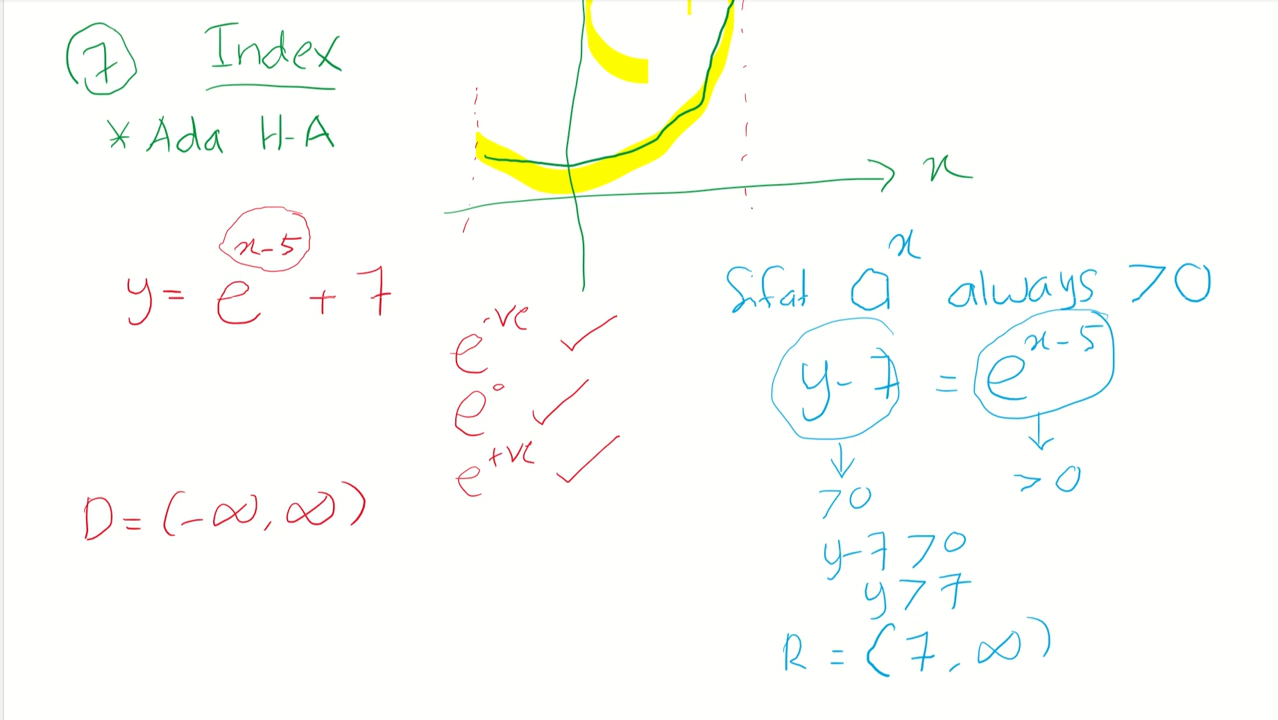 7 Index
* Ada H-A
x
y = e^(x-5) + 7
e^-ve ✓
e^0 ✓
e^+ve ✓
D = (-∞, ∞)
Sifat a^x always >0
y-7 = e^(x-5)
>0 >0
y-7 >0
y > 7
R = (7, ∞)